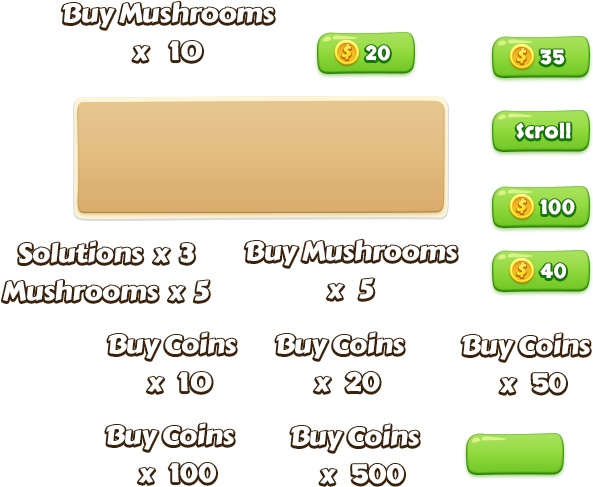 Buy Mushrooms
x 10
20
35
Scroll
100
Solutions x 3
Mushrooms x 5
Buy Mushrooms
x 5
40
Buy Coins
x 10
Buy Coins
x 20
Buy Coins
x 50
Buy Coins
x 100
Buy Coins
x 500